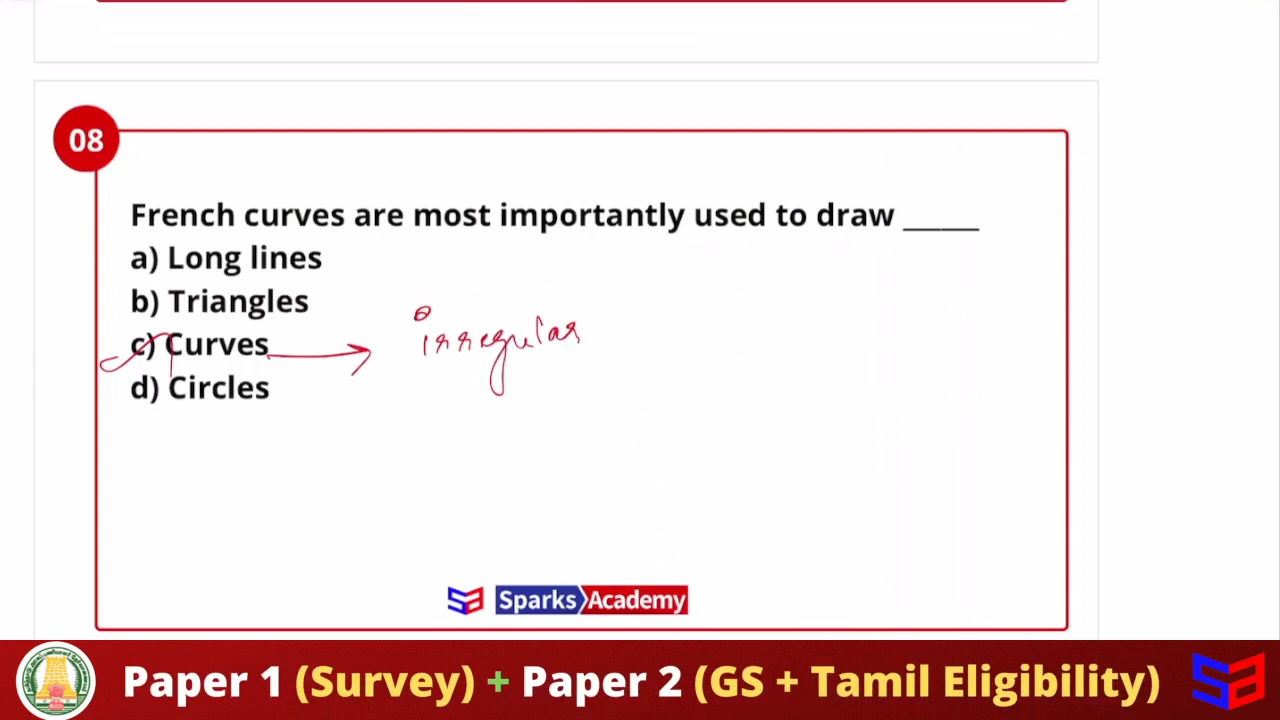 08
French curves are most importantly used to draw ______
a) Long lines
b) Triangles
c) Curves
irregular
d) Circles
Sparks Academy
Paper 1 (Survey) + Paper 2 (GS + Tamil Eligibility)